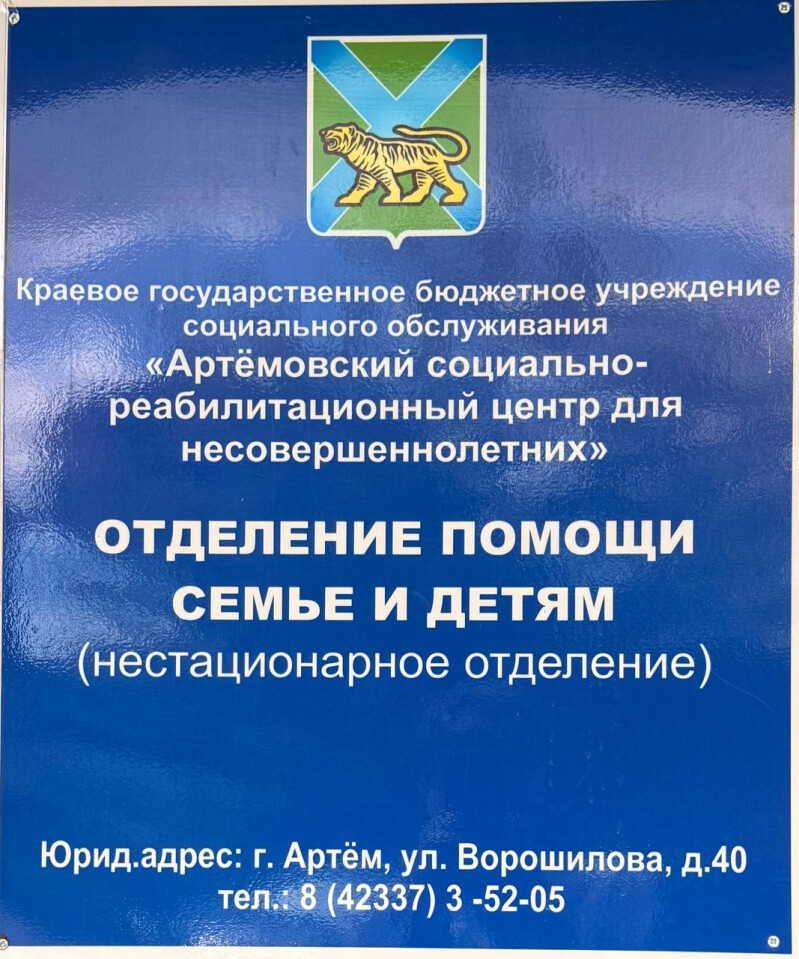 Краевое государственное бюджетное учреждение
социального обслуживания
«Артёмовский социально-
реабилитационный центр для
несовершеннолетних»
ОТДЕЛЕНИЕ ПОМОЩИ
СЕМЬЕ И ДЕТЯМ
(нестационарное отделение)
Юрид.адрес: г. Артём, ул. Ворошилова, д.40
тел.: 8 (42337) 3 -52-05